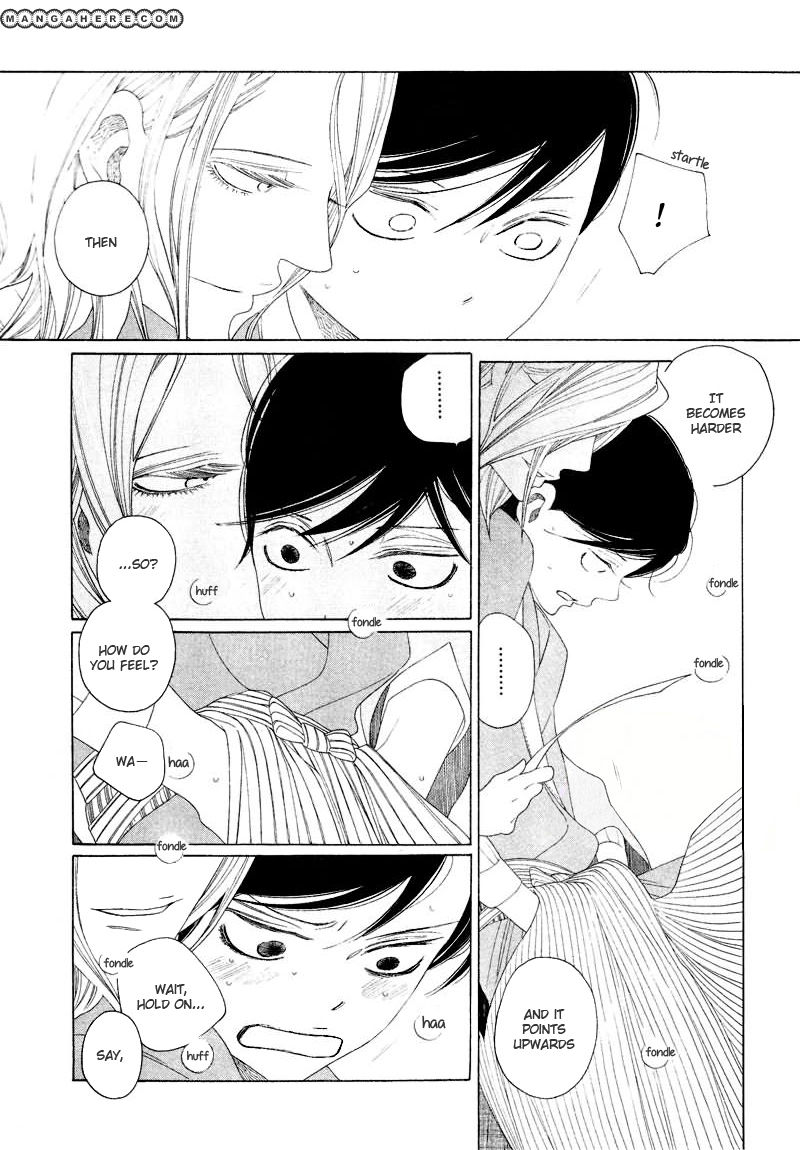 MANGAHERE.COM
startle
!
THEN
IT
BECOMES
HARDER
fondle
fondle
AND IT
POINTS
UPWARDS
fondle
...SO?
huff
fondle
HOW DO
YOU FEEL?
WA—
haa
fondle
fondle
WAIT,
HOLD ON...
haa
SAY,
huff